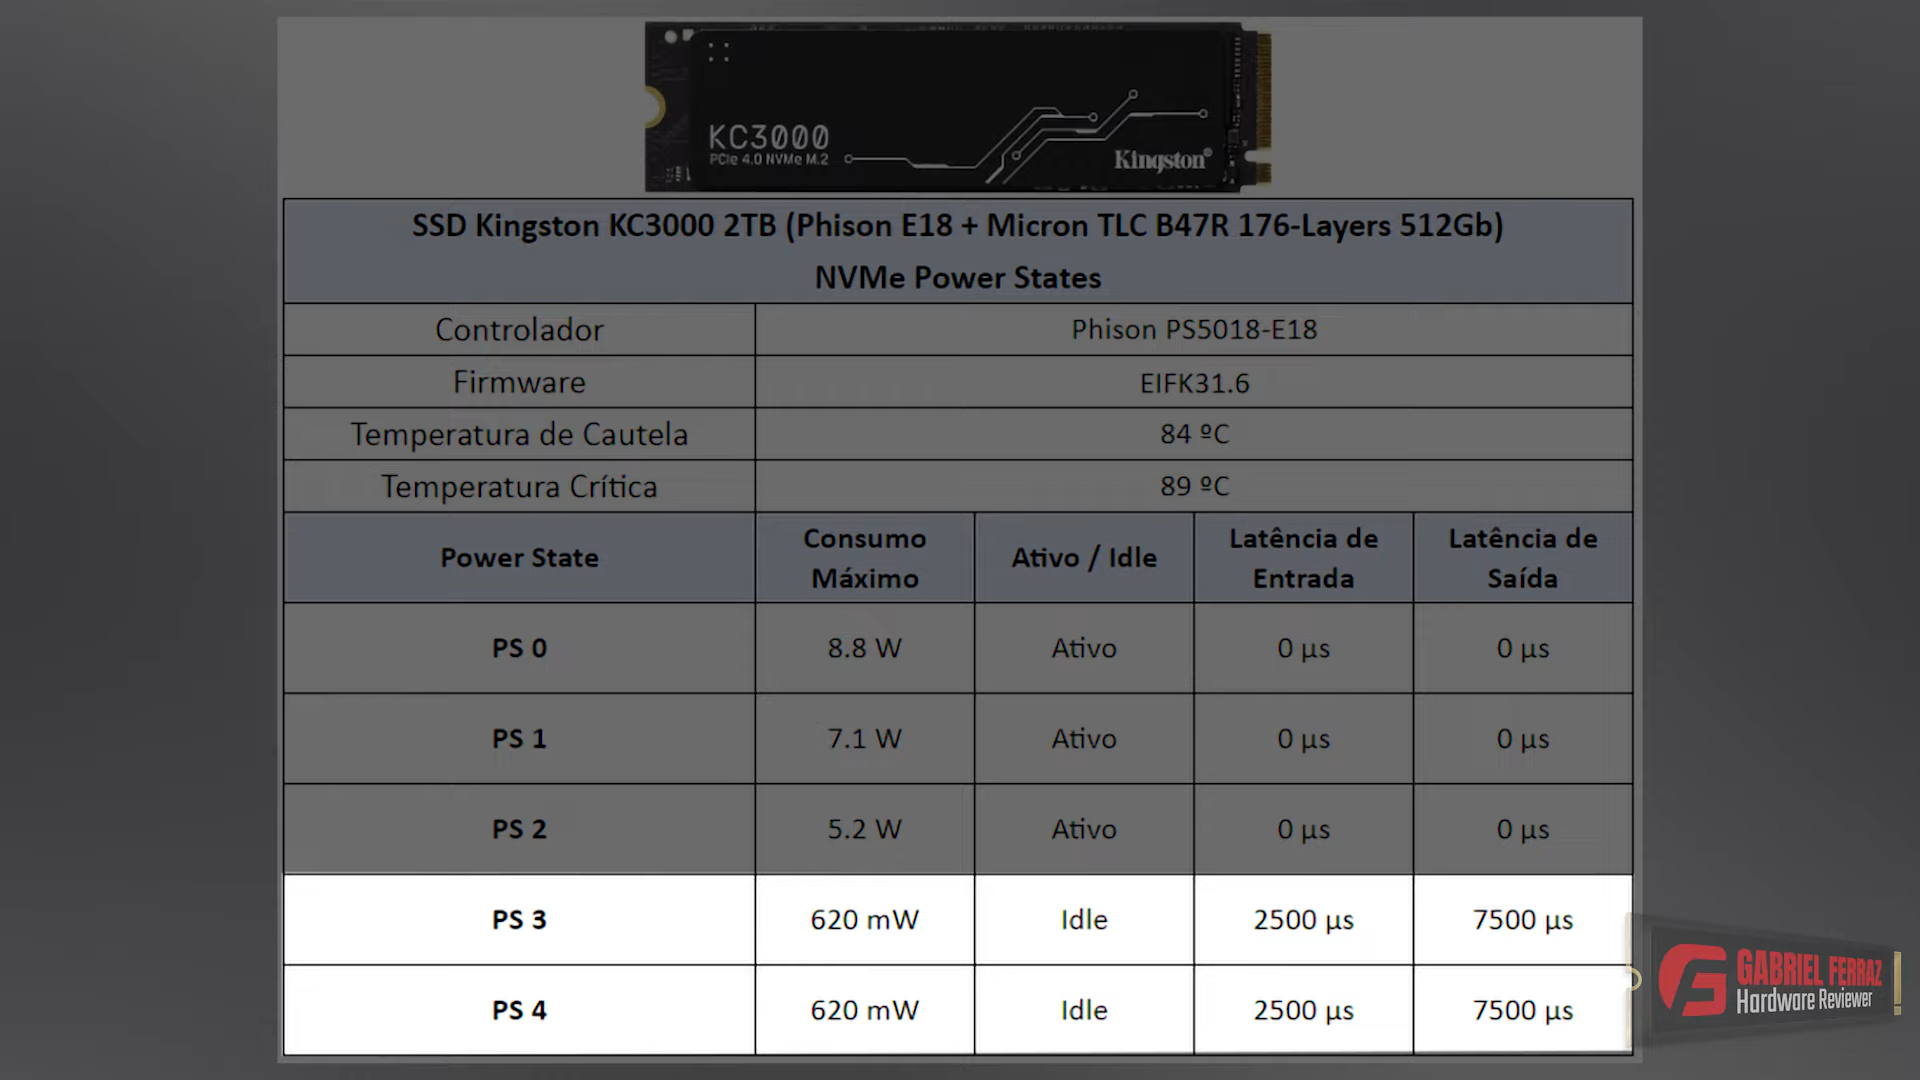 KC3000
PCIe 4.0 NVMe M.2
Kingston®
SSD Kingston KC3000 2TB (Phison E18 + Micron TLC B47R 176-Layers 512Gb)
NVMe Power States
Controlador Phison PS5018-E18
Firmware EIFK31.6
Temperatura de Cautela 84 ºC
Temperatura Crítica 89 ºC
Power State Consumo Máximo Ativo / Idle Latência de Entrada Latência de Saída
PS 0 8.8 W Ativo 0 µs 0 µs
PS 1 7.1 W Ativo 0 µs 0 µs
PS 2 5.2 W Ativo 0 µs 0 µs
PS 3 620 mW Idle 2500 µs 7500 µs
PS 4 620 mW Idle 2500 µs 7500 µs
GABRIEL FERRAZ
Hardware Reviewer